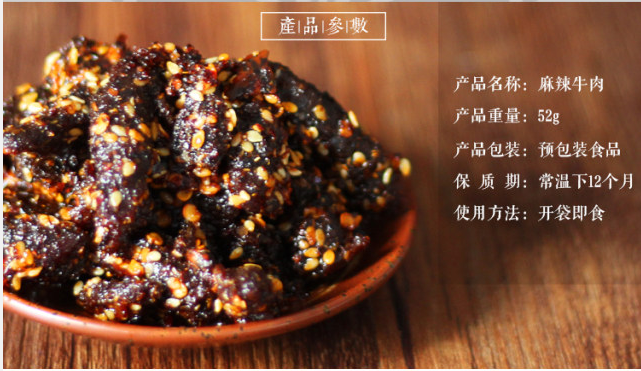 產|品|參|數
产品名称：麻辣牛肉
产品重量：52g
产品包装：预包装食品
保 质 期：常温下12个月
使用方法：开袋即食